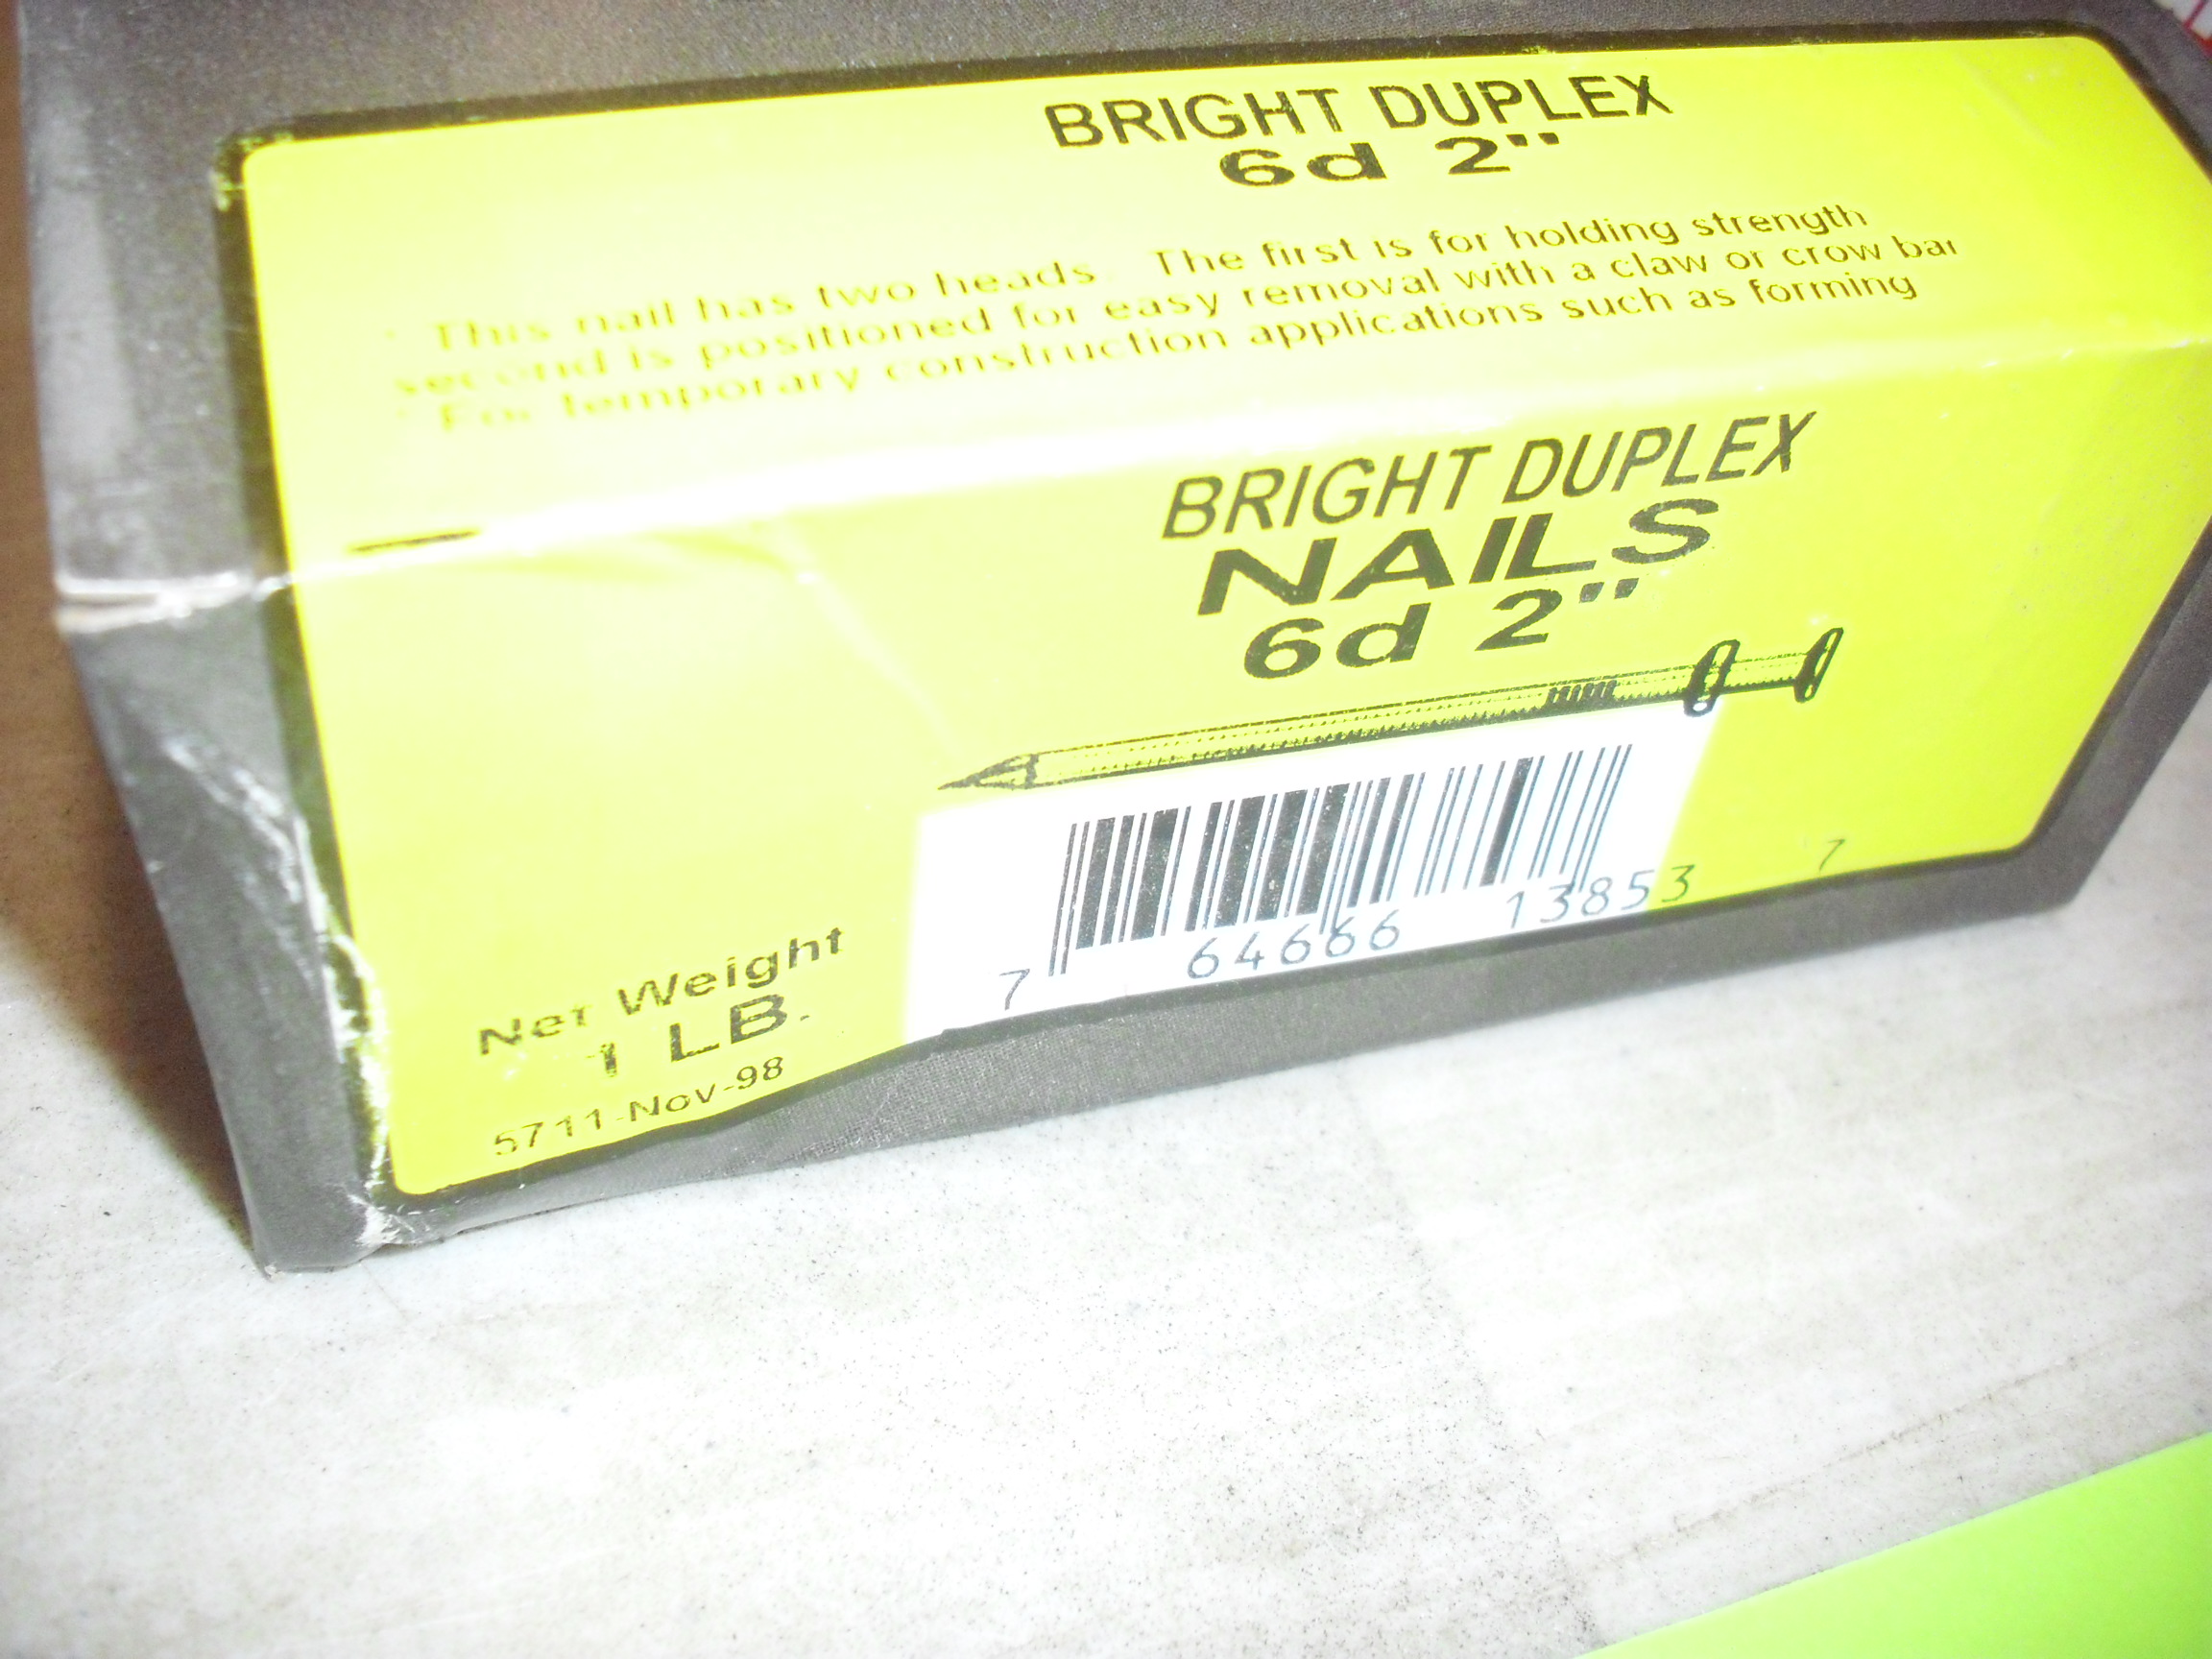 BRIGHT DUPLEX
6d 2"
· This nail has two heads. The first is for holding strength
second is positioned for easy removal with a claw or crow bar
· For temporary construction applications such as forming
BRIGHT DUPLEX
NAILS
6d 2"
7 64666 13853 7
Net Weight
1 LB.
5711-Nov-98